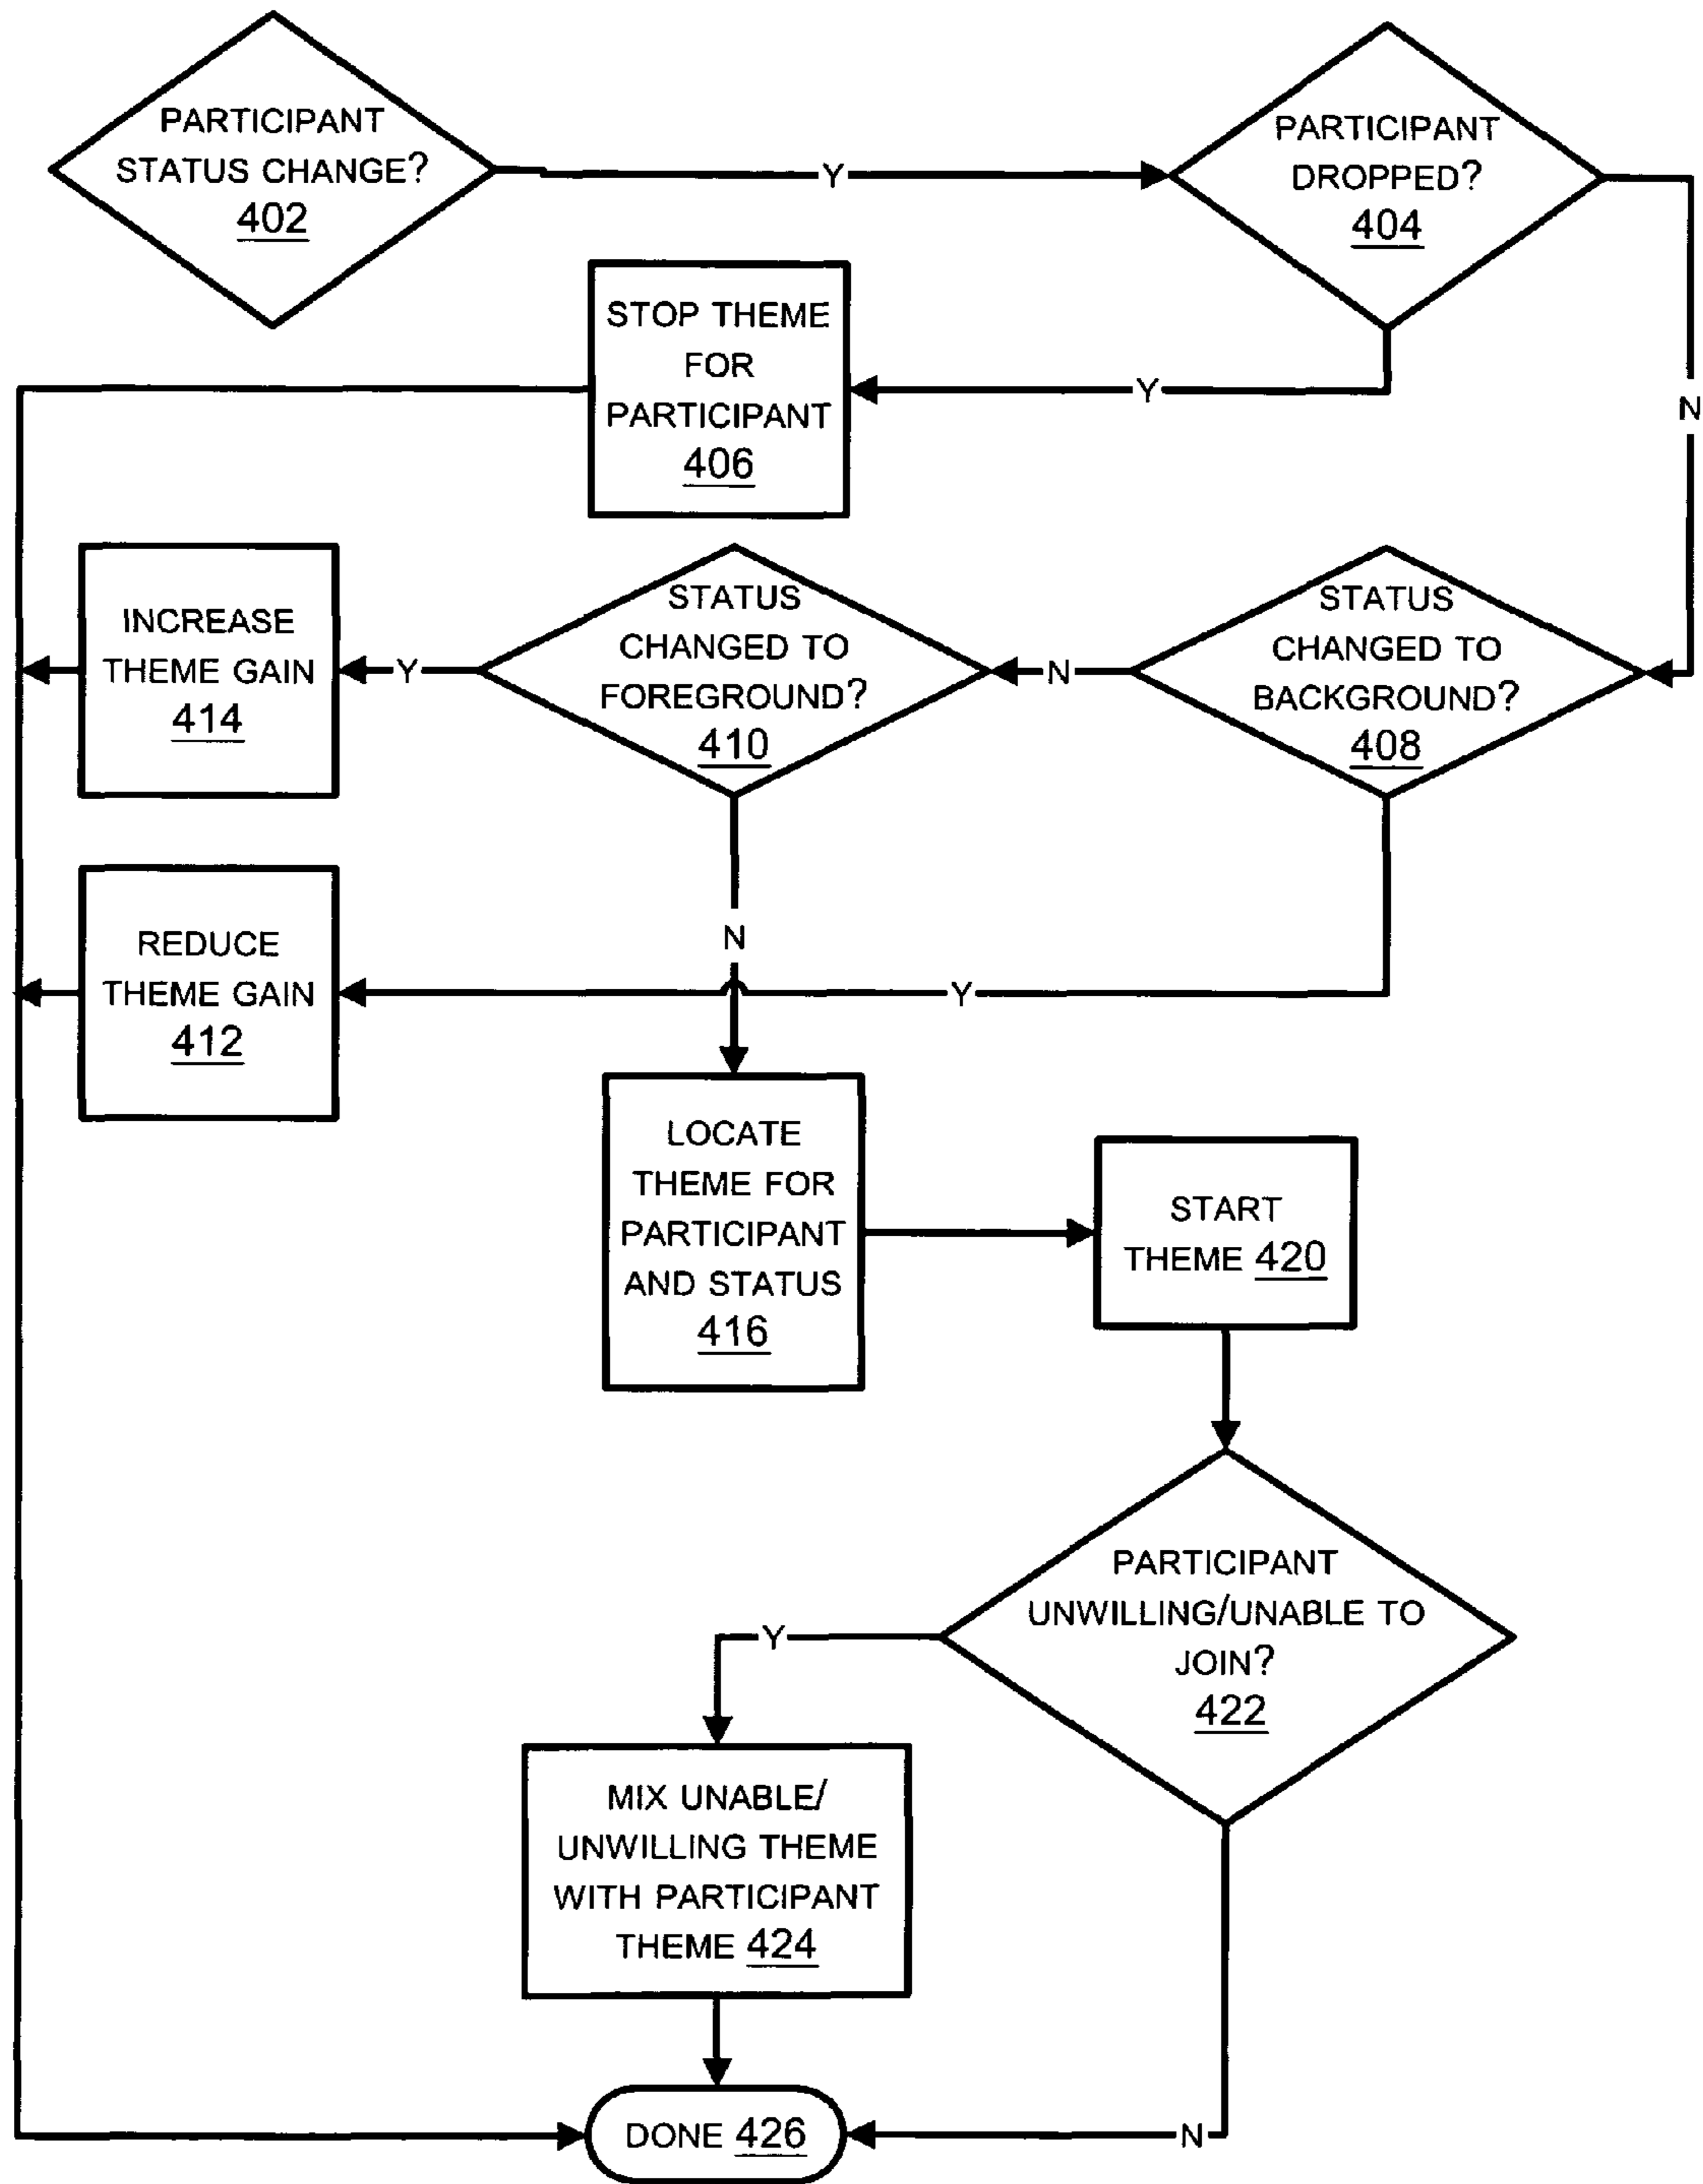 PARTICIPANT
STATUS CHANGE?
402
Y
PARTICIPANT
DROPPED?
404
N
STOP THEME
FOR
PARTICIPANT
406
Y
INCREASE
THEME GAIN
414
Y
STATUS
CHANGED TO
FOREGROUND?
410
N
STATUS
CHANGED TO
BACKGROUND?
408
N
REDUCE
THEME GAIN
412
Y
LOCATE
THEME FOR
PARTICIPANT
AND STATUS
416
START
THEME 420
PARTICIPANT
UNWILLING/UNABLE TO
JOIN?
422
Y
MIX UNABLE/
UNWILLING THEME
WITH PARTICIPANT
THEME 424
DONE 426
N